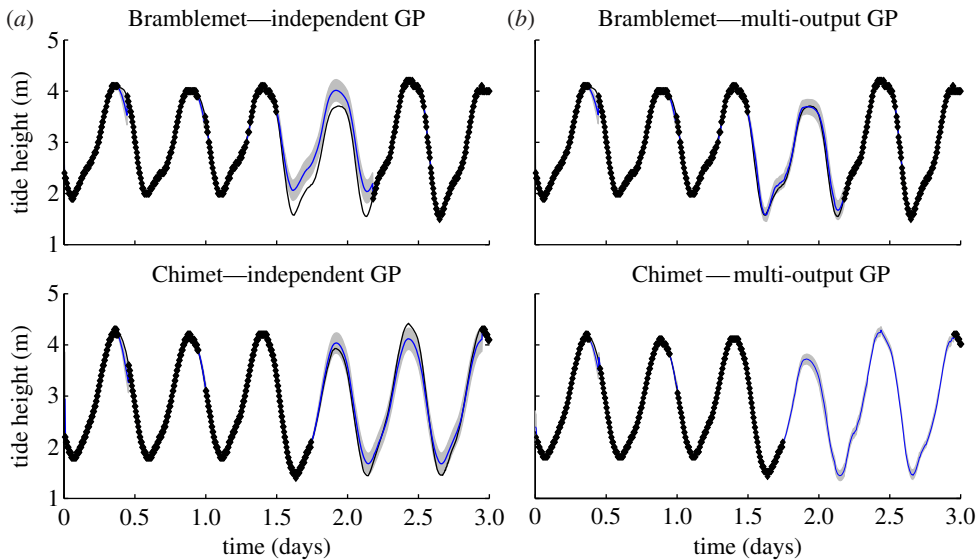 (a) Bramblemet—independent GP
(b) Bramblemet—multi-output GP
tide height (m)
5
4
3
2
1
Chimet—independent GP
Chimet — multi-output GP
tide height (m)
5
4
3
2
1
0 0.5 1.0 1.5 2.0 2.5 3.0
time (days)
0 0.5 1.0 1.5 2.0 2.5 3.0
time (days)